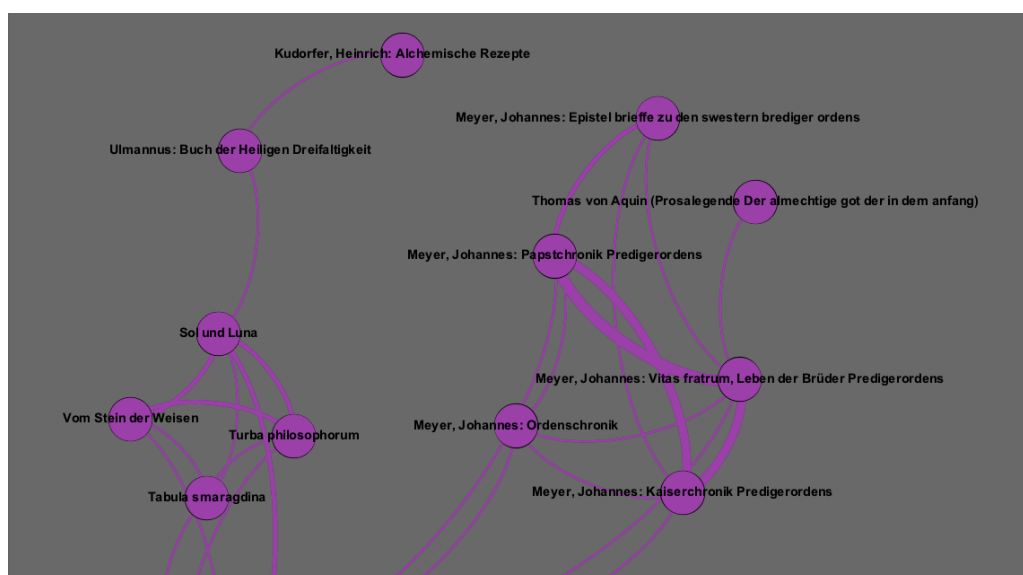 Kudorfer, Heinrich: Alchemische Rezepte
Meyer, Johannes: Epistel brieffe zu den swestern brediger ordens
Ulmannus: Buch der Heiligen Dreifaltigkeit
Thomas von Aquin (Prosalegende Der almechtige got der in dem anfang)
Meyer, Johannes: Papstchronik Predigerordens
Sol und Luna
Meyer, Johannes: Vitas fratrum, Leben der Brüder Predigerordens
Vom Stein der Weisen
Meyer, Johannes: Ordenschronik
Turba philosophorum
Meyer, Johannes: Kaiserchronik Predigerordens
Tabula smaragdina